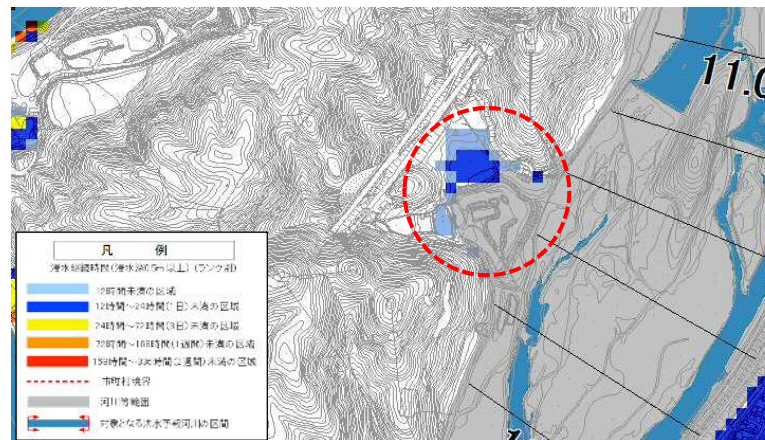 11.0
凡 例
浸水継続時間(浸水深0.5m以上)(ランク別)
12時間未満の区域
12時間～24時間(1日)未満の区域
24時間～72時間(3日)未満の区域
72時間～168時間(1週間)未満の区域
168時間～336時間(2週間)未満の区域
市町村境界
河川等範囲
対象となる洪水予報河川の区間